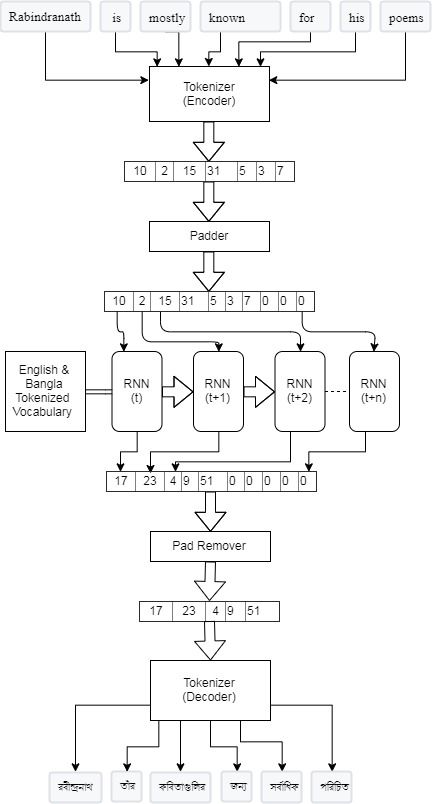 Rabindranath is mostly known for his poems
Tokenizer
(Encoder)
10 2 15 31 5 3 7
Padder
10 2 15 31 5 3 7 0 0 0
English &
Bangla
Tokenized
Vocabulary
RNN
(t)
RNN
(t+1)
RNN
(t+2)
RNN
(t+n)
17 23 4 9 51 0 0 0 0 0
Pad Remover
17 23 4 9 51
Tokenizer
(Decoder)
রবীন্দ্রনাথ তাঁর কবিতাগুলির জন্য সর্বাধিক পরিচিত